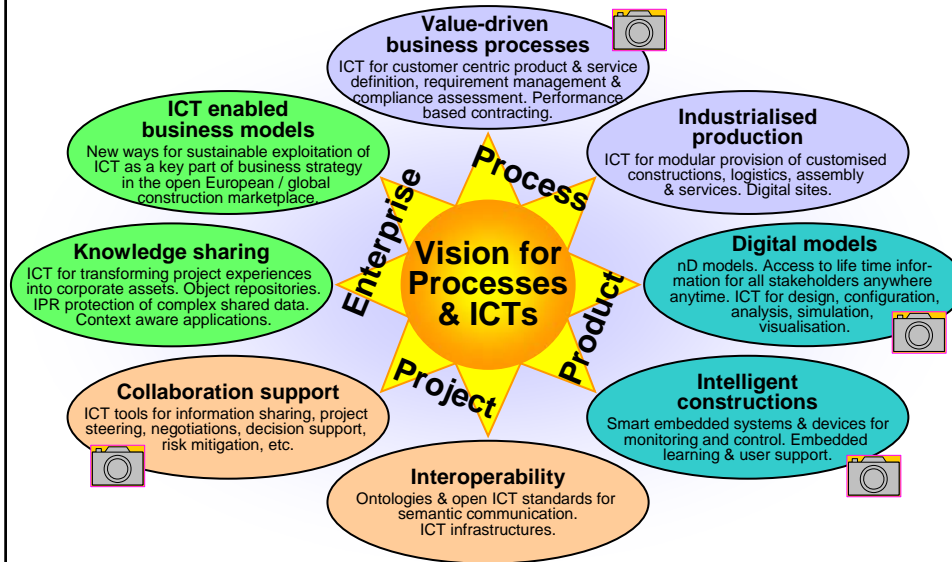 Value-driven
business processes
ICT for customer centric product & service
definition, requirement management &
compliance assessment. Performance
based contracting.
ICT enabled
business models
New ways for sustainable exploitation of
ICT as a key part of business strategy
in the open European / global
construction marketplace.
Industrialised
production
ICT for modular provision of customised
constructions, logistics, assembly
& services. Digital sites.
Process
Enterprise
Vision for
Processes
& ICTs
Product
Project
Knowledge sharing
ICT for transforming project experiences
into corporate assets. Object repositories.
IPR protection of complex shared data.
Context aware applications.
Digital models
nD models. Access to life time infor-
mation for all stakeholders anywhere
anytime. ICT for design, configuration,
analysis, simulation,
visualisation.
Collaboration support
ICT tools for information sharing, project
steering, negotiations, decision support,
risk mitigation, etc.
Intelligent
constructions
Smart embedded systems & devices for
monitoring and control. Embedded
learning & user support.
Interoperability
Ontologies & open ICT standards for
semantic communication.
ICT infrastructures.